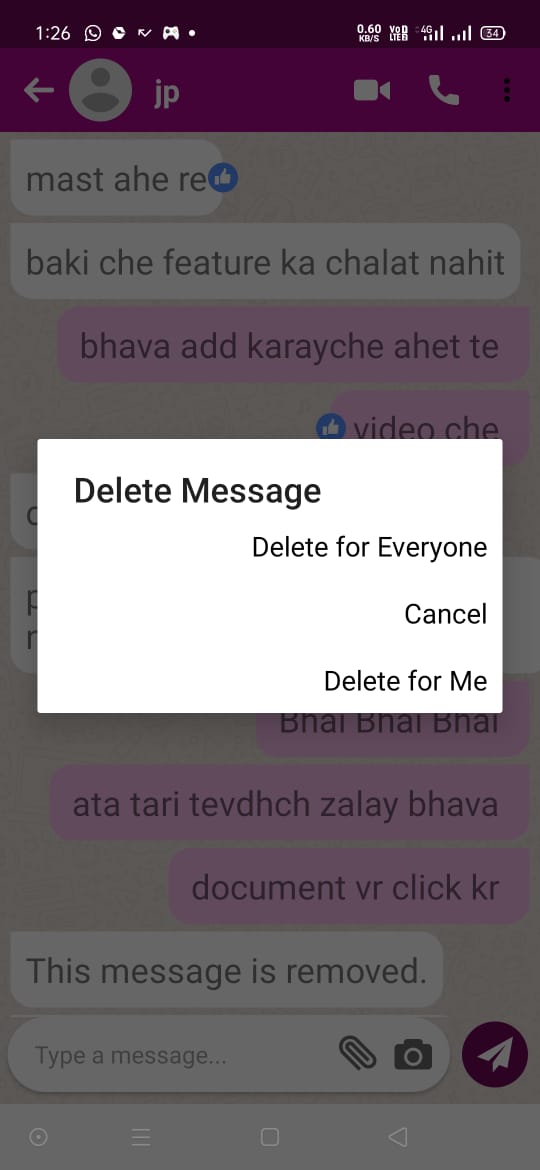 1:26
0.60 KB/S VoD LTE 4G 34
jp
mast ahe re
baki che feature ka chalat nahit
bhava add karayche ahet te
video che
Delete Message
Delete for Everyone
Cancel
Delete for Me
Bhai Bhai Bhai
ata tari tevdhch zalay bhava
document vr click kr
This message is removed.
Type a message...